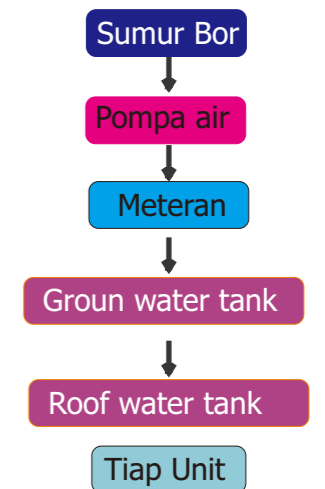 Sumur Bor
Pompa air
Meteran
Groun water tank
Roof water tank
Tiap Unit